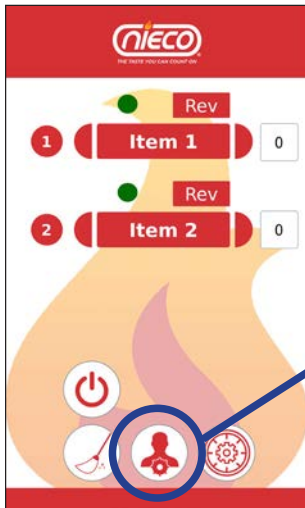 nieco
THE TASTE YOU CAN COUNT ON
Rev
1 Item 1 0
Rev
2 Item 2 0